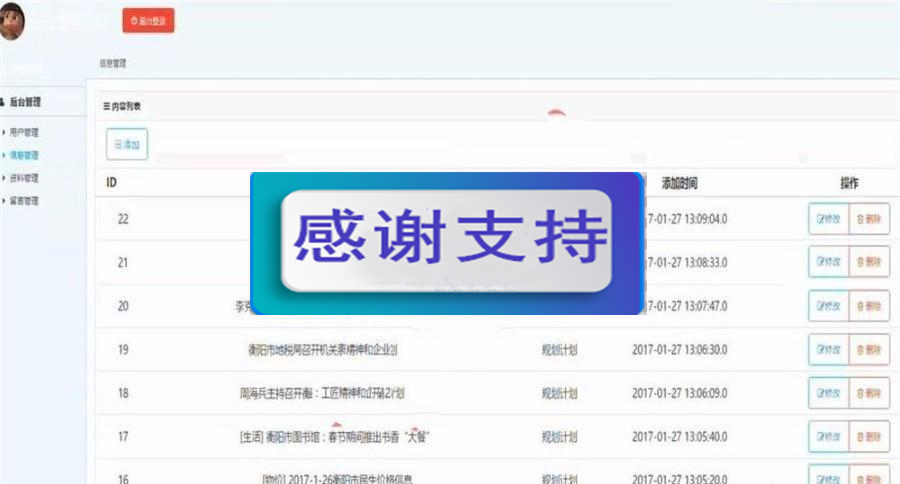 退出登录
信息管理
后台管理
内容列表
用户管理
信息管理
添加
资料管理
留言管理
ID 添加时间 操作
22 7-01-27 13:09:04.0 修改 删除
感谢支持
21 7-01-27 13:08:33.0 修改 删除
20 李克 7-01-27 13:07:47.0 修改 删除
19 衡阳市地税局召开机关素精神和企业划 规划计划 2017-01-27 13:06:30.0 修改 删除
18 周海兵主持召开 工匠精神和 计划 规划计划 2017-01-27 13:06:09.0 修改 删除
17 [生活] 衡阳市图书馆：春节期间推出书香“大餐” 规划计划 2017-01-27 13:05:40.0 修改 删除
16 [物价] 2017-1-26衡阳市民生价格信息 规划计划 2017-01-27 13:05:20.0 修改 删除